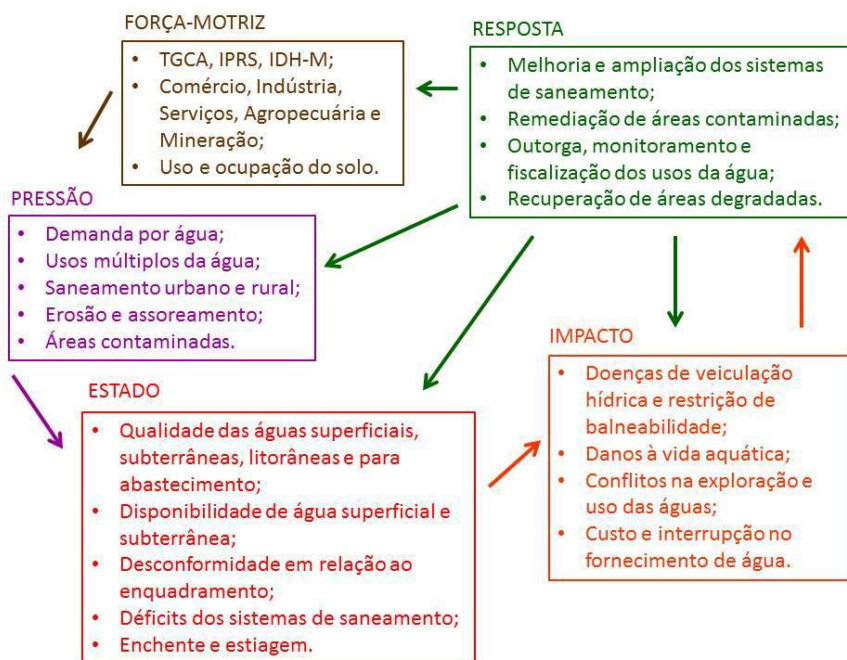 FORÇA-MOTRIZ
• TGCA, IPRS, IDH-M;
• Comércio, Indústria,
Serviços, Agropecuária e
Mineração;
• Uso e ocupação do solo.
RESPOSTA
• Melhoria e ampliação dos sistemas
de saneamento;
• Remediação de áreas contaminadas;
• Outorga, monitoramento e
fiscalização dos usos da água;
• Recuperação de áreas degradadas.
PRESSÃO
• Demanda por água;
• Usos múltiplos da água;
• Saneamento urbano e rural;
• Erosão e assoreamento;
• Áreas contaminadas.
ESTADO
• Qualidade das águas superficiais,
subterrâneas, litorâneas e para
abastecimento;
• Disponibilidade de água superficial e
subterrânea;
• Desconformidade em relação ao
enquadramento;
• Déficits dos sistemas de saneamento;
• Enchente e estiagem.
IMPACTO
• Doenças de veiculação
hídrica e restrição de
balneabilidade;
• Danos à vida aquática;
• Conflitos na exploração e
uso das águas;
• Custo e interrupção no
fornecimento de água.